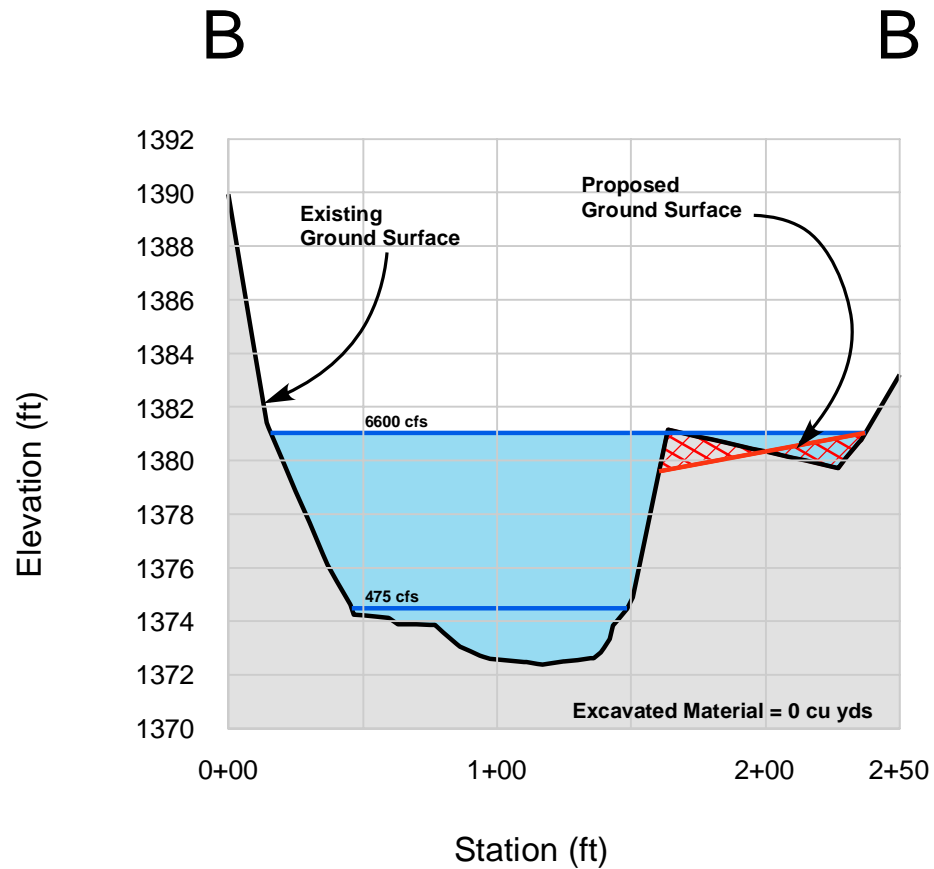 B B
1392
1390
1388
1386
1384
1382
1380
1378
1376
1374
1372
1370
Elevation (ft)
Existing
Ground Surface
Proposed
Ground Surface
6600 cfs
475 cfs
Excavated Material = 0 cu yds
0+00 1+00 2+00 2+50
Station (ft)